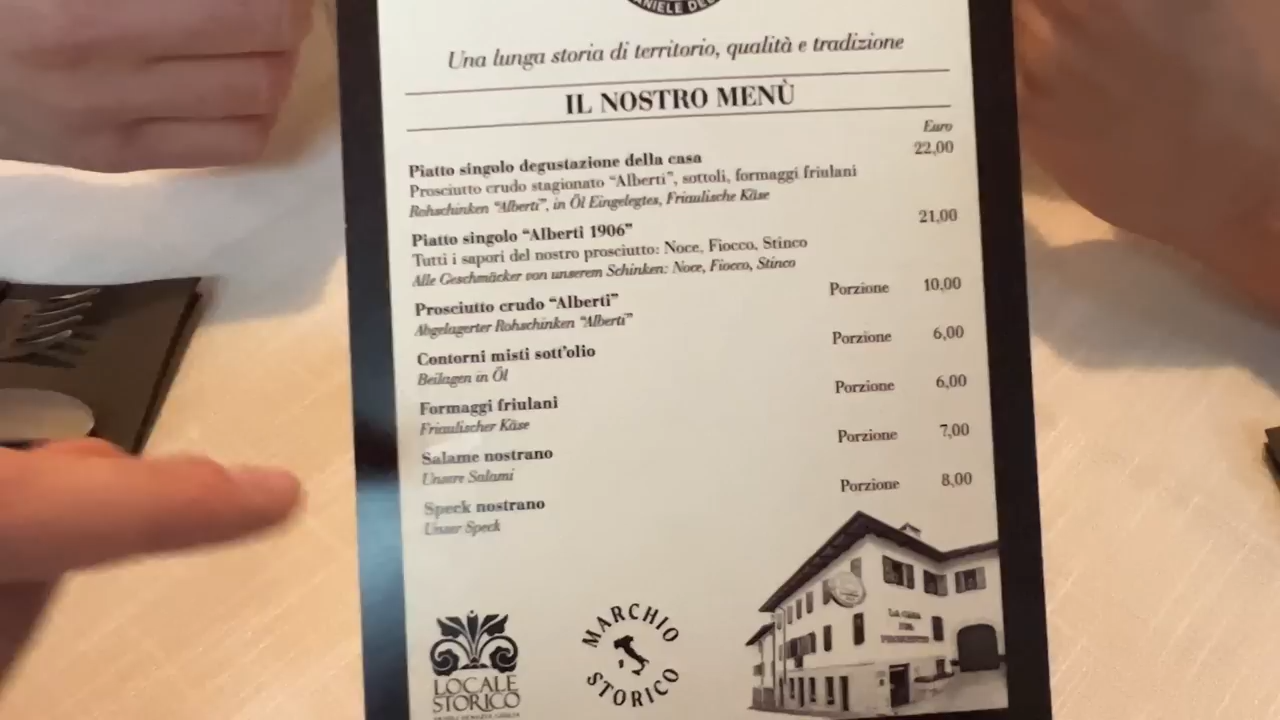 Una lunga storia di territorio, qualità e tradizione
IL NOSTRO MENÙ
Euro
Piatto singolo degustazione della casa 22,00
Prosciutto crudo stagionato “Alberti”, sottoli, formaggi friulani
Rohschinken “Alberti”, in Öl Eingelegtes, Friaulische Käse
Piatto singolo “Alberti 1906” 21,00
Tutti i sapori del nostro prosciutto: Noce, Fiocco, Stinco
Alle Geschmäcker von unserem Schinken: Noce, Fiocco, Stinco
Prosciutto crudo “Alberti” Porzione 10,00
Abgelagerter Rohschinken “Alberti”
Contorni misti sott’olio Porzione 6,00
Beilagen in Öl
Formaggi friulani Porzione 6,00
Friaulischer Käse
Salame nostrano Porzione 7,00
Unsere Salami
Speck nostrano Porzione 8,00
Unser Speck
LOCALE
STORICO
MARCHIO
STORICO
LA CASA
DEL
PROSCIUTTO